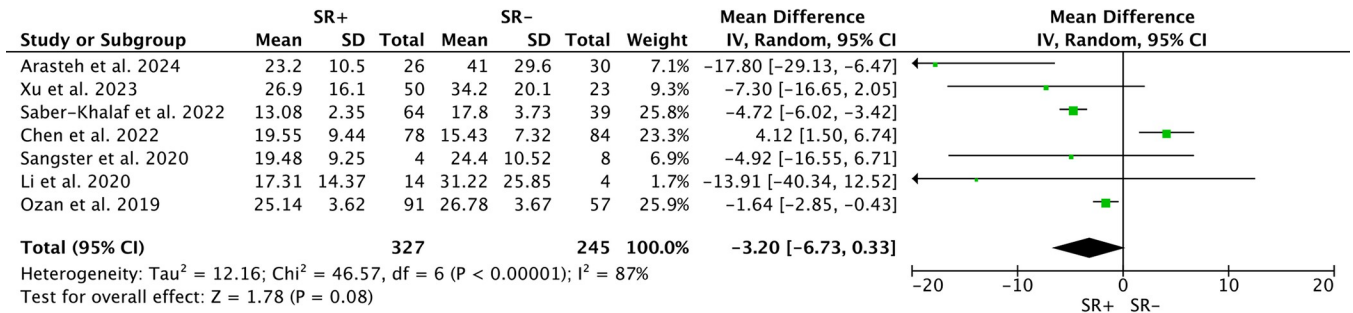 SR+ SR− Mean Difference Mean Difference
Study or Subgroup Mean SD Total Mean SD Total Weight IV, Random, 95% CI IV, Random, 95% CI
Arasteh et al. 2024 23.2 10.5 26 41 29.6 30 7.1% −17.80 [−29.13, −6.47]
Xu et al. 2023 26.9 16.1 50 34.2 20.1 23 9.3% −7.30 [−16.65, 2.05]
Saber-Khalaf et al. 2022 13.08 2.35 64 17.8 3.73 39 25.8% −4.72 [−6.02, −3.42]
Chen et al. 2022 19.55 9.44 78 15.43 7.32 84 23.3% 4.12 [1.50, 6.74]
Sangster et al. 2020 19.48 9.25 4 24.4 10.52 8 6.9% −4.92 [−16.55, 6.71]
Li et al. 2020 17.31 14.37 14 31.22 25.85 4 1.7% −13.91 [−40.34, 12.52]
Ozan et al. 2019 25.14 3.62 91 26.78 3.67 57 25.9% −1.64 [−2.85, −0.43]
Total (95% CI) 327 245 100.0% −3.20 [−6.73, 0.33]
Heterogeneity: Tau² = 12.16; Chi² = 46.57, df = 6 (P < 0.00001); I² = 87%
Test for overall effect: Z = 1.78 (P = 0.08)
−20 −10 0 10 20
SR+ SR−